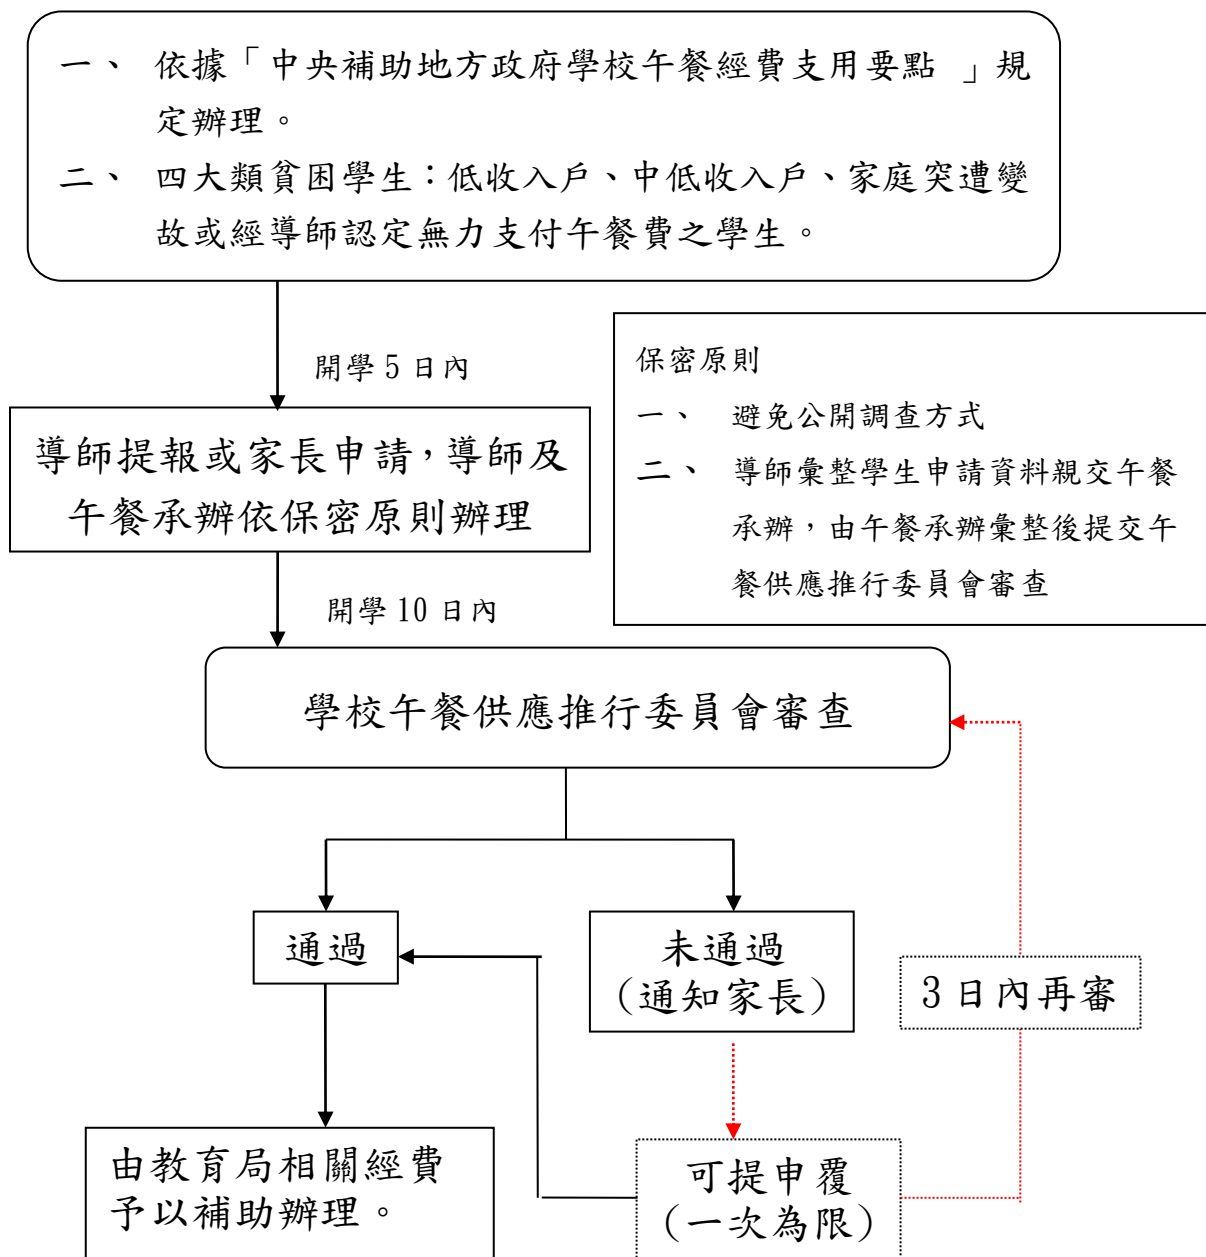 一、 依據「中央補助地方政府學校午餐經費支用要點 」規
定辦理。
二、 四大類貧困學生：低收入戶、中低收入戶、家庭突遭變
故或經導師認定無力支付午餐費之學生。
開學 5 日內
保密原則
一、 避免公開調查方式
二、 導師彙整學生申請資料親交午餐
承辦，由午餐承辦彙整後提交午
餐供應推行委員會審查
導師提報或家長申請，導師及
午餐承辦依保密原則辦理
開學 10 日內
學校午餐供應推行委員會審查
通過
未通過
(通知家長)
3 日內再審
由教育局相關經費
予以補助辦理。
可提申覆
(一次為限)